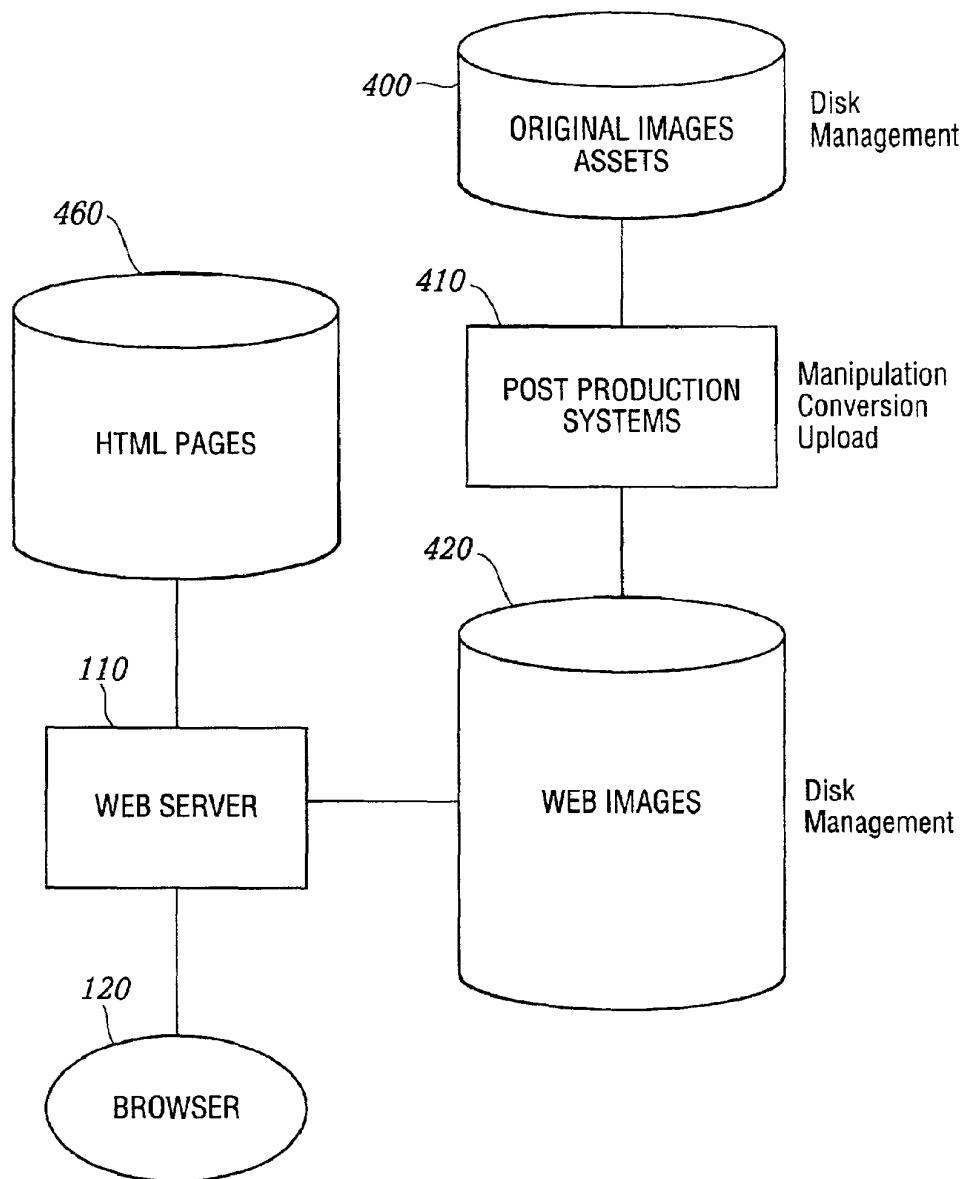 400
ORIGINAL IMAGES
ASSETS
Disk
Management
460
HTML PAGES
410
POST PRODUCTION
SYSTEMS
Manipulation
Conversion
Upload
420
WEB IMAGES
Disk
Management
110
WEB SERVER
120
BROWSER